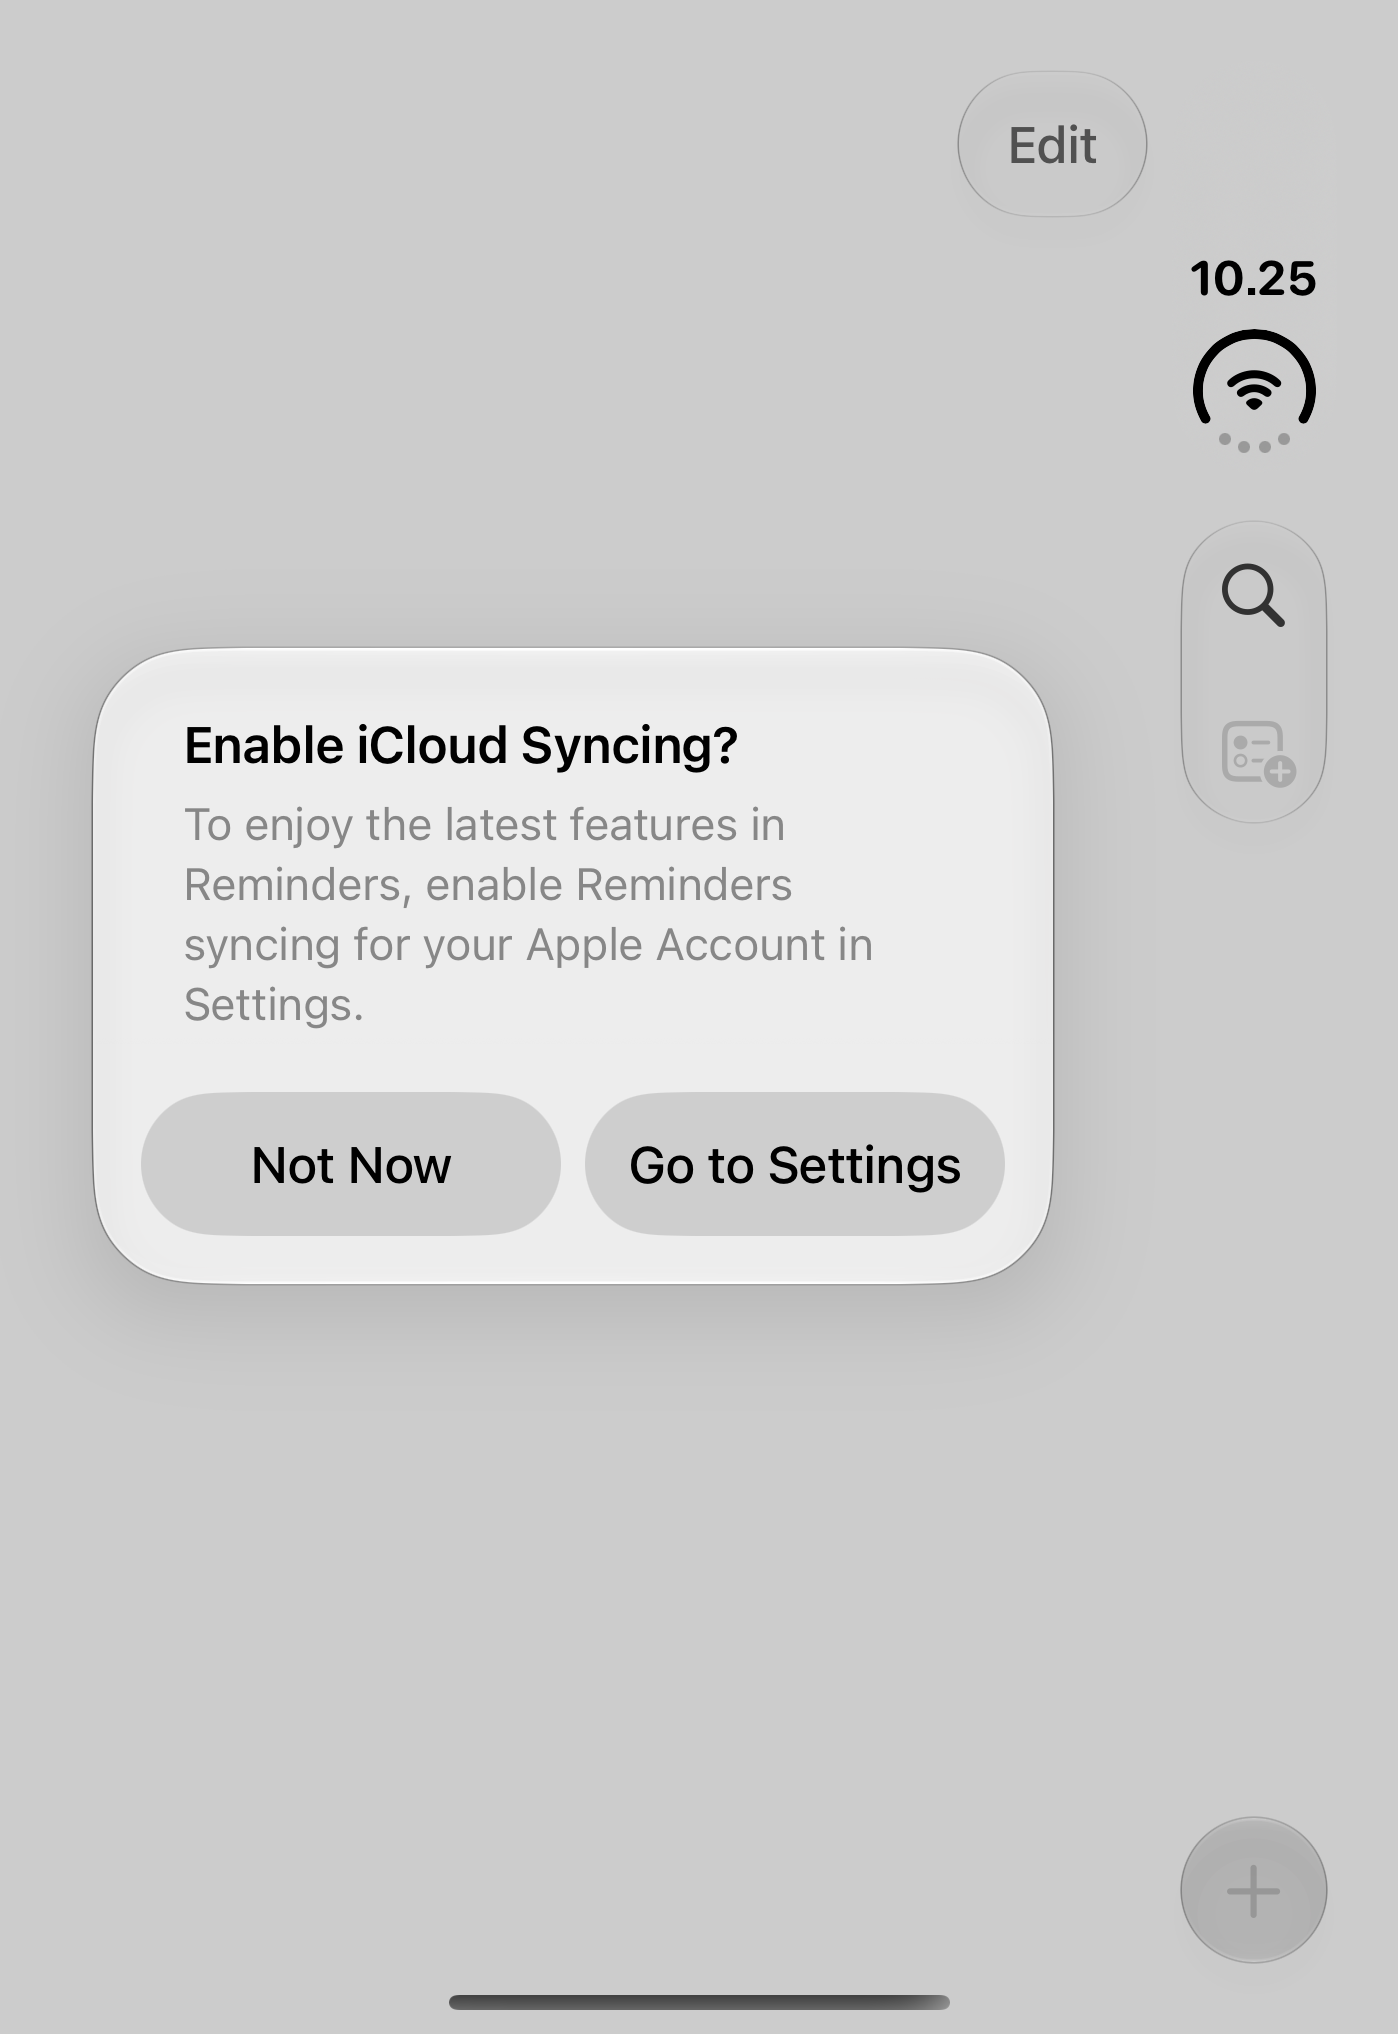 Edit
10.25
Enable iCloud Syncing?
To enjoy the latest features in
Reminders, enable Reminders
syncing for your Apple Account in
Settings.
Not Now
Go to Settings